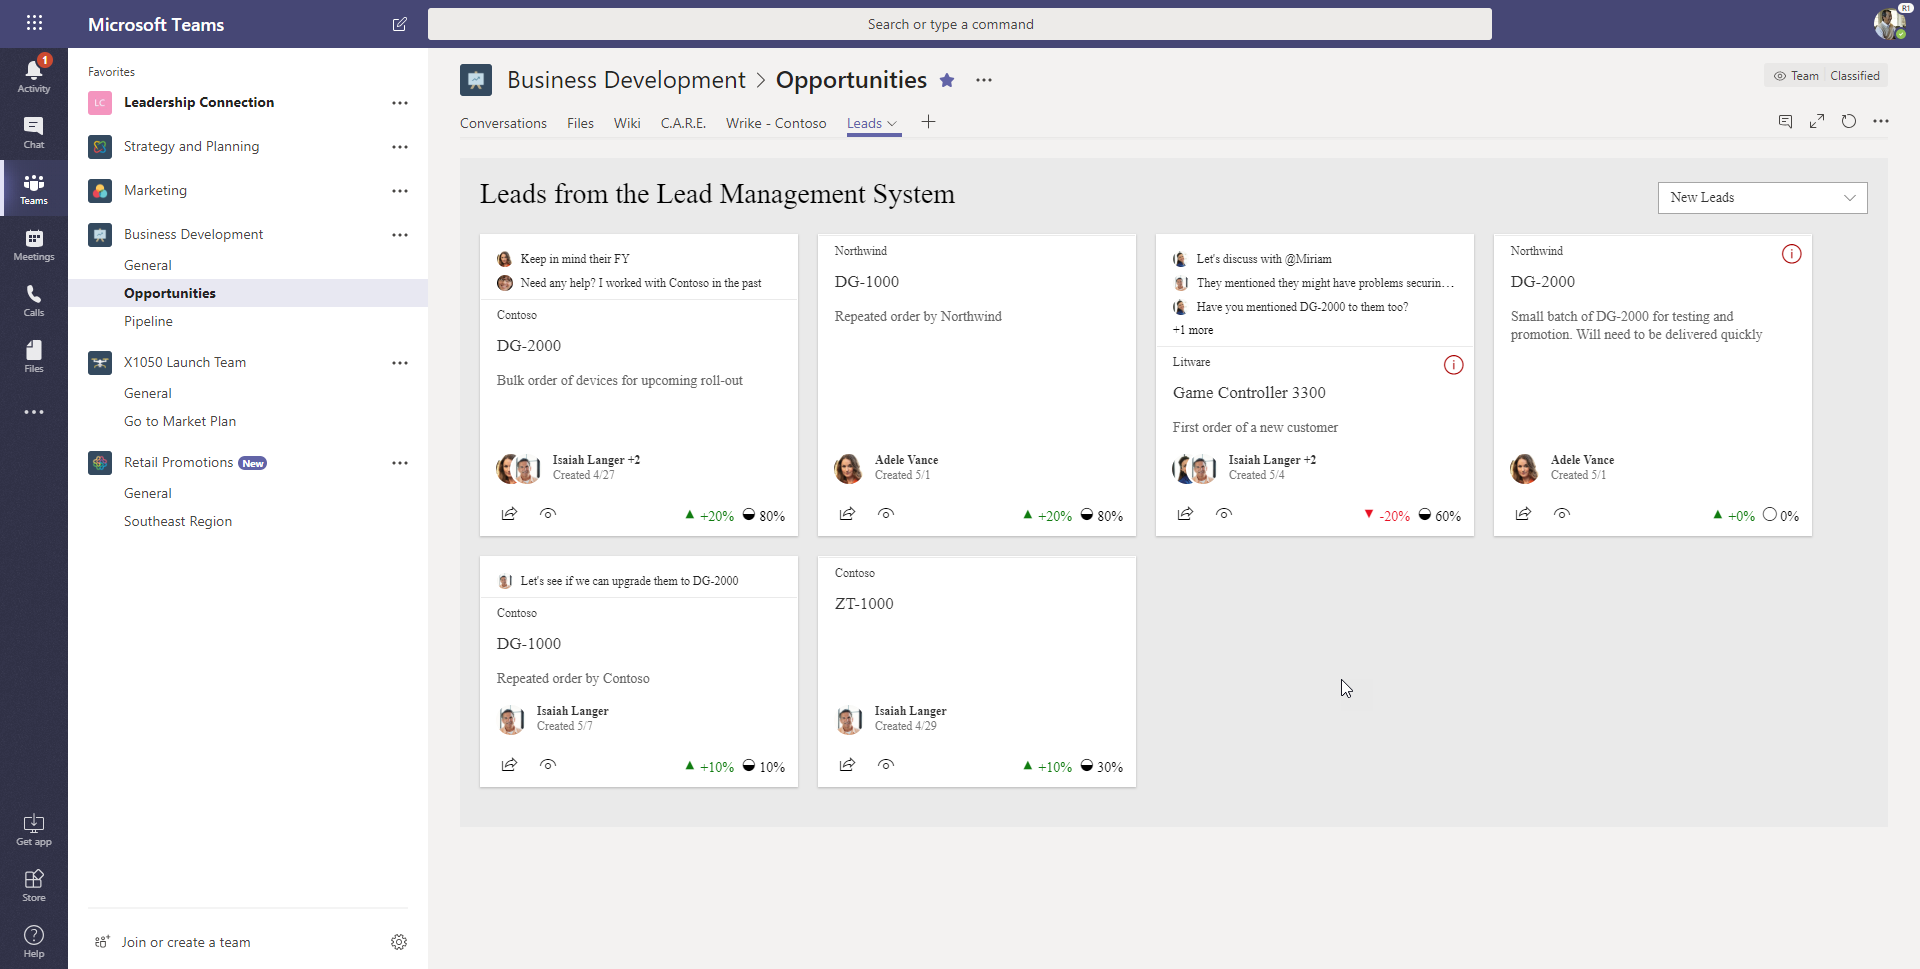 Microsoft Teams
Search or type a command
R1
1
Activity
Chat
Teams
Meetings
Calls
Files
Get app
Store
Help
Favorites
LC
Leadership Connection
Strategy and Planning
Marketing
Business Development
General
Opportunities
Pipeline
X1050 Launch Team
General
Go to Market Plan
Retail Promotions New
General
Southeast Region
Join or create a team
Business Development > Opportunities
Team Classified
Conversations Files Wiki C.A.R.E. Wrike - Contoso Leads
Leads from the Lead Management System
New Leads
Keep in mind their FY
Need any help? I worked with Contoso in the past
Contoso
DG-2000
Bulk order of devices for upcoming roll-out
Isaiah Langer +2
Created 4/27
+20% 80%
Northwind
DG-1000
Repeated order by Northwind
Adele Vance
Created 5/1
+20% 80%
Let's discuss with @Miriam
They mentioned they might have problems securin…
Have you mentioned DG-2000 to them too?
+1 more
Litware
Game Controller 3300
First order of a new customer
Isaiah Langer +2
Created 5/4
-20% 60%
Northwind
DG-2000
Small batch of DG-2000 for testing and
promotion. Will need to be delivered quickly
Adele Vance
Created 5/1
+0% 0%
Let's see if we can upgrade them to DG-2000
Contoso
DG-1000
Repeated order by Contoso
Isaiah Langer
Created 5/7
+10% 10%
Contoso
ZT-1000
Isaiah Langer
Created 4/29
+10% 30%